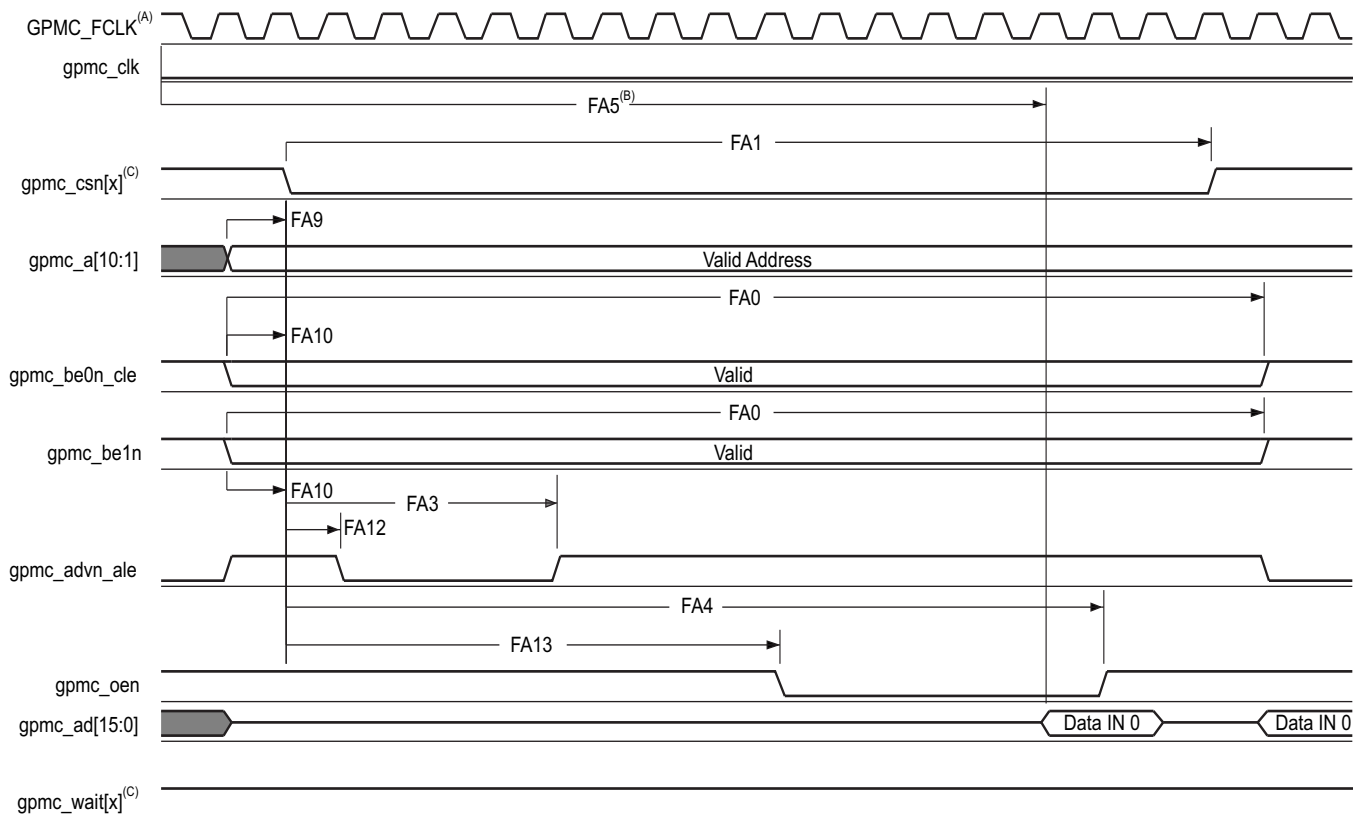 GPMC_FCLK(A)
gpmc_clk
FA5(B)
FA1
gpmc_csn[x](C)
FA9
gpmc_a[10:1]
Valid Address
FA0
FA10
gpmc_be0n_cle
Valid
FA0
gpmc_be1n
Valid
FA10
FA3
FA12
gpmc_advn_ale
FA4
FA13
gpmc_oen
gpmc_ad[15:0]
Data IN 0
Data IN 0
gpmc_wait[x](C)